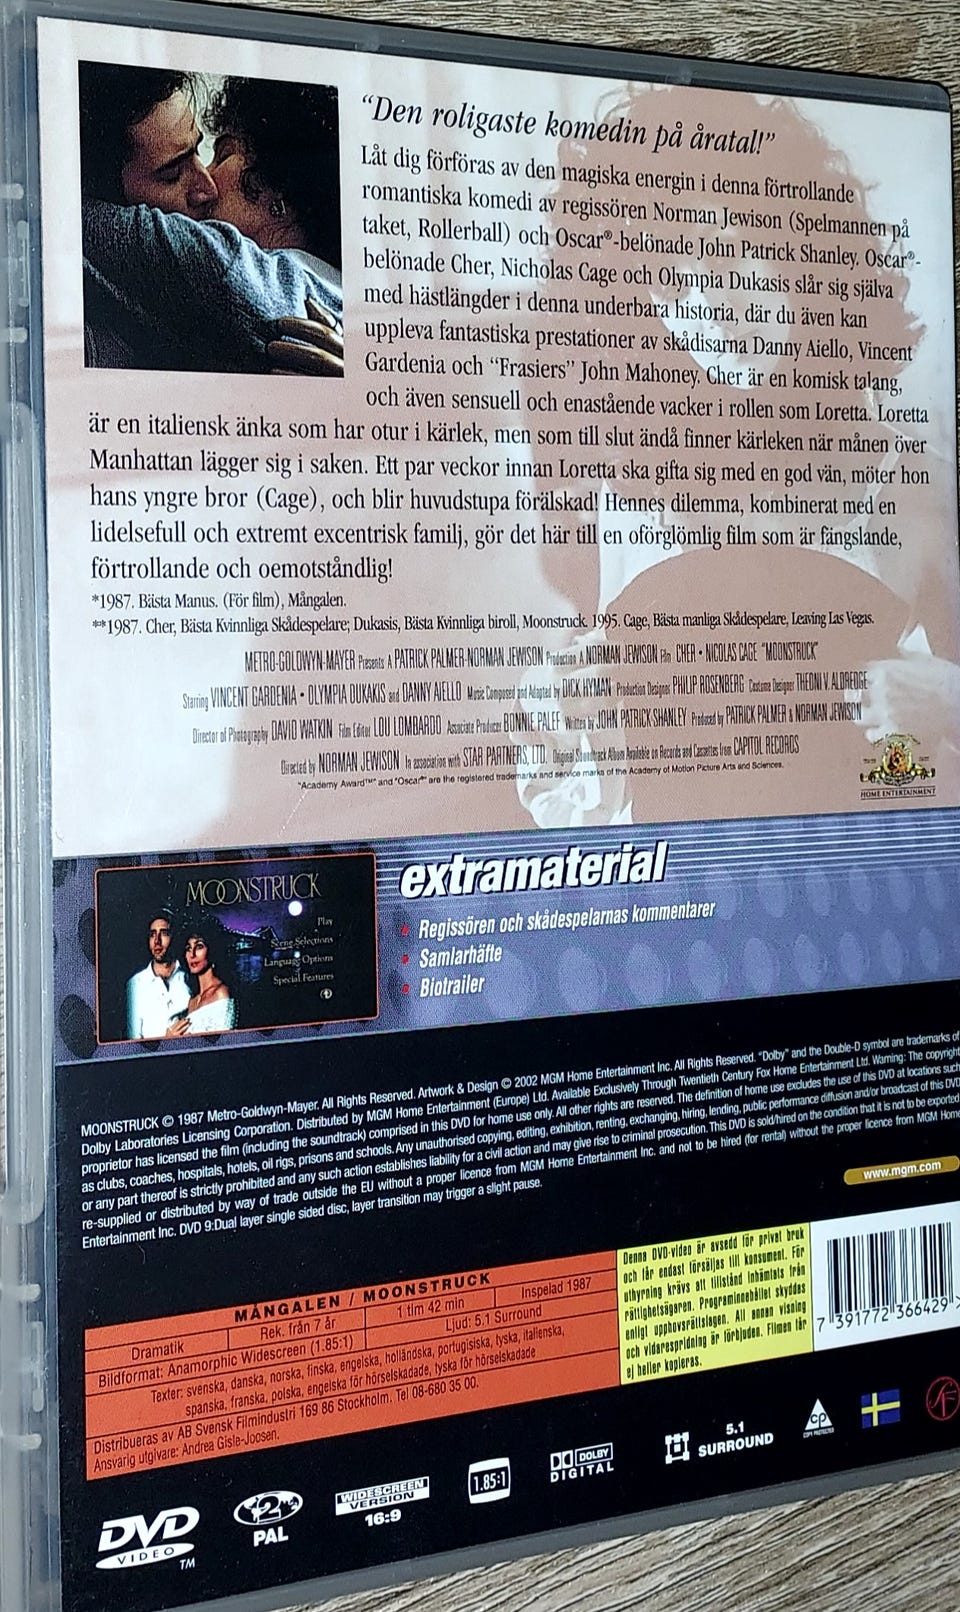 “Den roligaste komedin på åratal!”
Låt dig förföras av den magiska energin i denna förtrollande
romantiska komedi av regissören Norman Jewison (Spelmannen på
taket, Rollerball) och Oscar®-belönade John Patrick Shanley. Oscar®-
belönade Cher, Nicholas Cage och Olympia Dukasis slår sig själva
med hästlängder i denna underbara historia, där du även kan
uppleva fantastiska prestationer av skådisarna Danny Aiello, Vincent
Gardenia och “Frasiers” John Mahoney. Cher är en komisk talang,
och även sensuell och enastående vacker i rollen som Loretta. Loretta
är en italiensk änka som har otur i kärlek, men som till slut ändå finner kärleken när månen över
Manhattan lägger sig i saken. Ett par veckor innan Loretta ska gifta sig med en god vän, möter hon
hans yngre bror (Cage), och blir huvudstupa förälskad! Hennes dilemma, kombinerat med en
lidelsefull och extremt excentrisk familj, gör det här till en oförglömlig film som är fängslande,
förtrollande och oemotståndlig!
*1987. Bästa Manus. (För film), Mångalen.
**1987. Cher, Bästa Kvinnliga Skådespelare; Dukasis, Bästa Kvinnliga biroll, Moonstruck. 1995. Cage, Bästa manliga Skådespelare, Leaving Las Vegas.
METRO-GOLDWYN-MAYER Presents A PATRICK PALMER-NORMAN JEWISON Production A NORMAN JEWISON Film CHER • NICOLAS CAGE "MOONSTRUCK"
Starring VINCENT GARDENIA • OLYMPIA DUKAKIS and DANNY AIELLO Music Composed and Adapted by DICK HYMAN Production Designer PHILIP ROSENBERG Costume Designer THEONI V. ALDREDGE
Director of Photography DAVID WATKIN Film Editor LOU LOMBARDO Associate Producer BONNIE PALEF Written by JOHN PATRICK SHANLEY Produced by PATRICK PALMER & NORMAN JEWISON
Directed by NORMAN JEWISON In association with STAR PARTNERS, LTD. Original Soundtrack Album Available on Records and Cassettes from CAPITOL RECORDS
"Academy Award™" and "Oscar®" are the registered trademarks and service marks of the Academy of Motion Picture Arts and Sciences.
HOME ENTERTAINMENT
MOONSTRUCK
Play
Scene Selections
Language Options
Special Features
extramaterial
• Regissören och skådespelarnas kommentarer
• Samlarhäfte
• Biotrailer
MOONSTRUCK © 1987 Metro-Goldwyn-Mayer. All Rights Reserved. Artwork & Design © 2002 MGM Home Entertainment Inc. All Rights Reserved. "Dolby" and the Double-D symbol are trademarks of
Dolby Laboratories Licensing Corporation. Distributed by MGM Home Entertainment (Europe) Ltd. Available Exclusively Through Twentieth Century Fox Home Entertainment Ltd. Warning: The copyright
proprietor has licensed the film (including the soundtrack) comprised in this DVD for home use only. All other rights are reserved. The definition of home use excludes the use of this DVD at locations such
as clubs, coaches, hospitals, hotels, oil rigs, prisons and schools. Any unauthorised copying, editing, exhibition, renting, exchanging, hiring, lending, public performance diffusion and/or broadcast of this DVD
or any part thereof is strictly prohibited and any such action establishes liability for a civil action and may give rise to criminal prosecution. This DVD is sold/hired on the condition that it is not to be exported,
re-supplied or distributed by way of trade outside the EU without a proper licence from MGM Home Entertainment Inc. and not to be hired (for rental) without the proper licence from MGM Home
Entertainment Inc. DVD 9:Dual layer single sided disc, layer transition may trigger a slight pause.
www.mgm.com
MÅNGALEN / MOONSTRUCK
Dramatik
Rek. från 7 år
1 tim 42 min
Inspelad 1987
Bildformat: Anamorphic Widescreen (1.85:1)
Ljud: 5.1 Surround
Texter: svenska, danska, norska, finska, engelska, holländska, portugisiska, tyska, italienska,
spanska, franska, polska, engelska för hörselskadade, tyska för hörselskadade
Distribueras av AB Svensk Filmindustri 169 86 Stockholm. Tel 08-680 35 00.
Ansvarig utgivare: Andrea Gisle-Joosen.
Denna DVD-video är avsedd för privat bruk
och får endast försäljas till konsument. För
uthyrning krävs att tillstånd inhämtats från
rättighetsägaren. Programinnehållet skyddas
enligt upphovsrättslagen. All annan visning
och vidarespridning är förbjuden. Filmen får
ej heller kopieras.
7 391772 366429 >
DVD
VIDEO
TM
2
PAL
WIDESCREEN
VERSION
16:9
1.85:1
DOLBY
DIGITAL
5.1
SURROUND
CP
COPY PROTECTED
SF